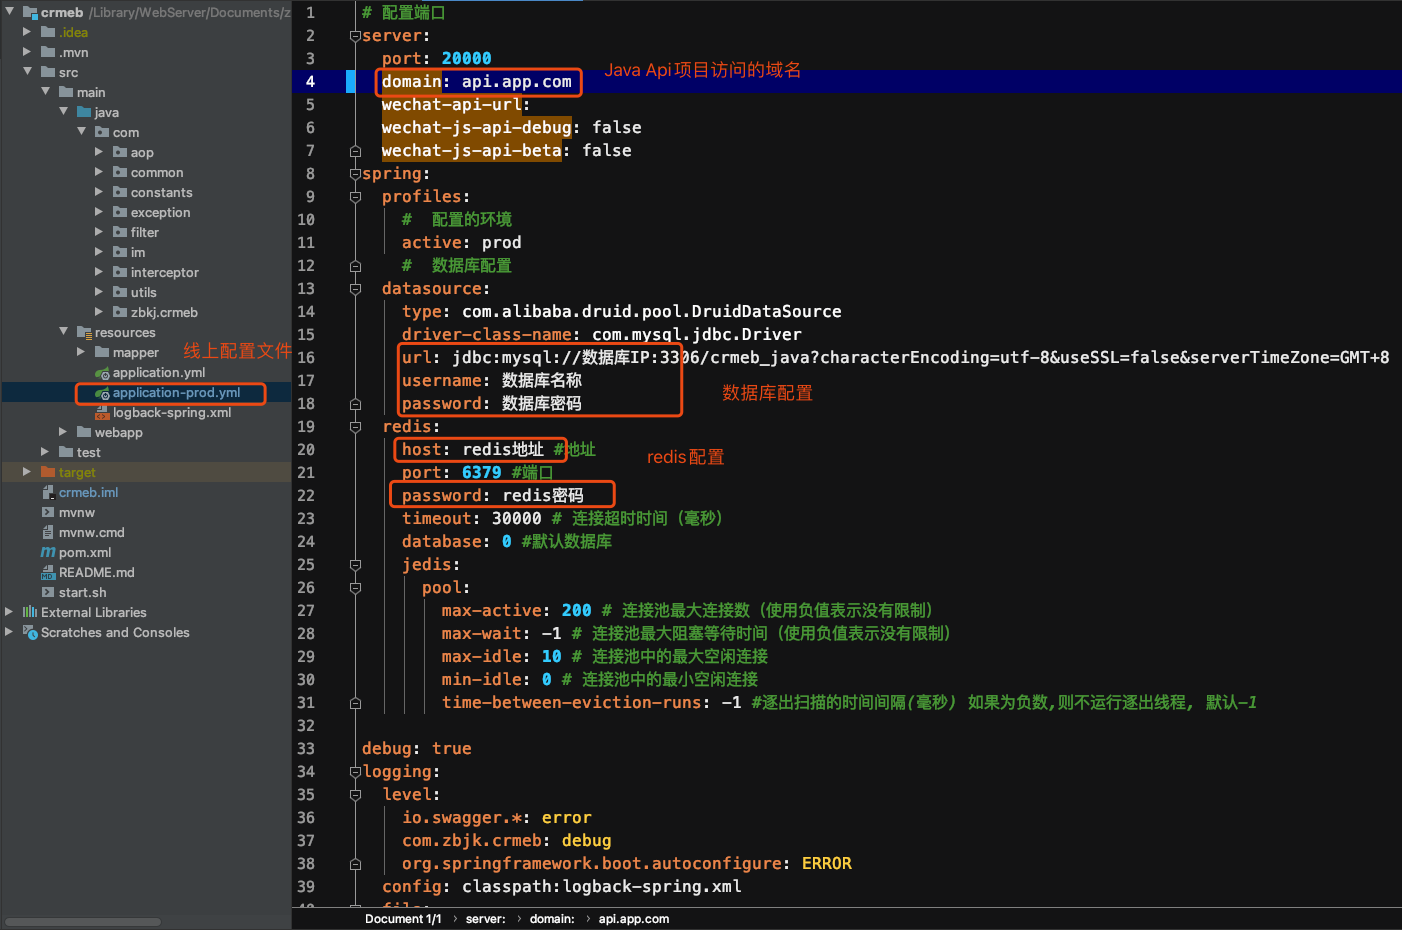 crmeb /Library/WebServer/Documents/z
.idea
.mvn
src
main
java
com
aop
common
constants
exception
filter
im
interceptor
utils
zbkj.crmeb
resources
mapper
线上配置文件
application.yml
application-prod.yml
logback-spring.xml
webapp
test
target
crmeb.iml
mvnw
mvnw.cmd
pom.xml
README.md
start.sh
External Libraries
Scratches and Consoles
1 # 配置端口
2 server:
3 port: 20000
4 domain: api.app.com
Java Api项目访问的域名
5 wechat-api-url:
6 wechat-js-api-debug: false
7 wechat-js-api-beta: false
8 spring:
9 profiles:
10 # 配置的环境
11 active: prod
12 # 数据库配置
13 datasource:
14 type: com.alibaba.druid.pool.DruidDataSource
15 driver-class-name: com.mysql.jdbc.Driver
16 url: jdbc:mysql://数据库IP:3306/crmeb_java?characterEncoding=utf-8&useSSL=false&serverTimeZone=GMT+8
17 username: 数据库名称
数据库配置
18 password: 数据库密码
19 redis:
20 host: redis地址 #地址
redis配置
21 port: 6379 #端口
22 password: redis密码
23 timeout: 30000 # 连接超时时间（毫秒）
24 database: 0 #默认数据库
25 jedis:
26 pool:
27 max-active: 200 # 连接池最大连接数（使用负值表示没有限制）
28 max-wait: -1 # 连接池最大阻塞等待时间（使用负值表示没有限制）
29 max-idle: 10 # 连接池中的最大空闲连接
30 min-idle: 0 # 连接池中的最小空闲连接
31 time-between-eviction-runs: -1 #逐出扫描的时间间隔(毫秒) 如果为负数,则不运行逐出线程, 默认-1
32
33 debug: true
34 logging:
35 level:
36 io.swagger.*: error
37 com.zbjk.crmeb: debug
38 org.springframework.boot.autoconfigure: ERROR
39 config: classpath:logback-spring.xml
Document 1/1 › server: › domain: › api.app.com